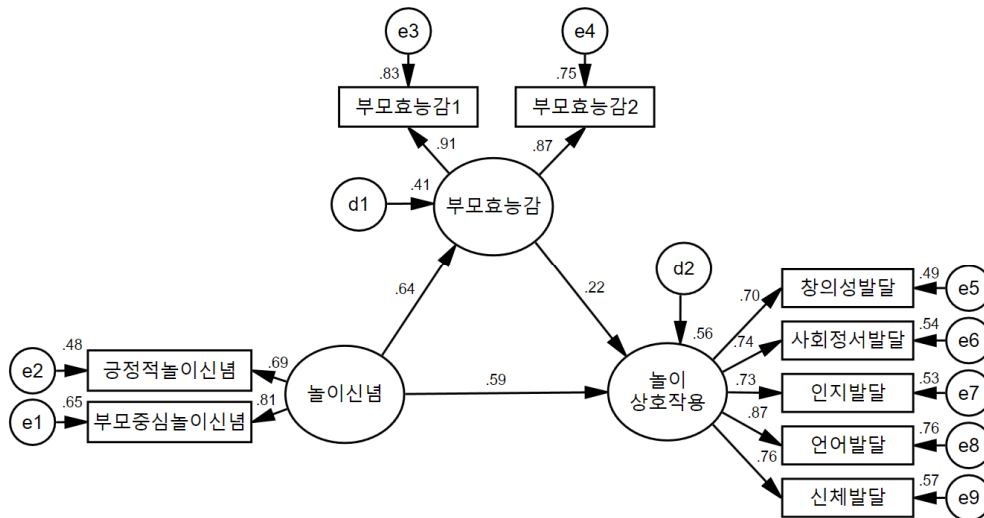 e3
e4
.83
.75
부모효능감1
부모효능감2
.91
.87
.41
d1
부모효능감
d2
.64
.22
.49
창의성발달
e5
.70
.48
.56
.54
사회정서발달
e6
.74
e2
긍정적놀이신념
.69
놀이신념
.59
놀이
상호작용
.73
인지발달
.53
e7
.65
e1
부모중심놀이신념
.81
.87
언어발달
.76
e8
.76
신체발달
.57
e9